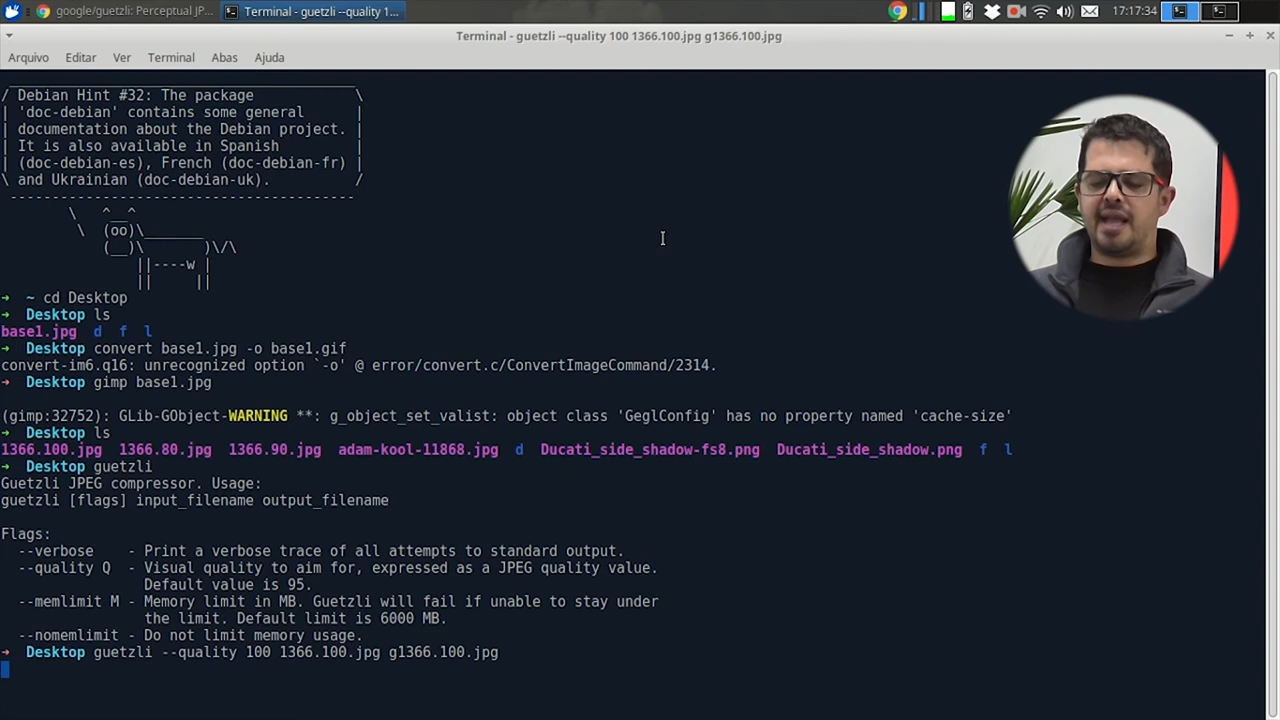 google/guetzli: Perceptual JP...
Terminal - guetzli --quality 1...
17:17:34
Terminal - guetzli --quality 100 1366.100.jpg g1366.100.jpg
Arquivo Editar Ver Terminal Abas Ajuda
/ Debian Hint #32: The package \
| 'doc-debian' contains some general |
| documentation about the Debian project. |
| It is also available in Spanish |
| (doc-debian-es), French (doc-debian-fr) |
\ and Ukrainian (doc-debian-uk). /
-----------------------------------------
\ ^__^
\ (oo)\_______
(__)\ )\/\
||----w |
|| ||
➜ ~ cd Desktop
➜ Desktop ls
base1.jpg d f l
➜ Desktop convert base1.jpg -o base1.gif
convert-im6.q16: unrecognized option `-o' @ error/convert.c/ConvertImageCommand/2314.
➜ Desktop gimp base1.jpg
(gimp:32752): GLib-GObject-WARNING **: g_object_set_valist: object class 'GeglConfig' has no property named 'cache-size'
➜ Desktop ls
1366.100.jpg 1366.80.jpg 1366.90.jpg adam-kool-11868.jpg d Ducati_side_shadow-fs8.png Ducati_side_shadow.png f l
➜ Desktop guetzli
Guetzli JPEG compressor. Usage:
guetzli [flags] input_filename output_filename
Flags:
--verbose - Print a verbose trace of all attempts to standard output.
--quality Q - Visual quality to aim for, expressed as a JPEG quality value.
Default value is 95.
--memlimit M - Memory limit in MB. Guetzli will fail if unable to stay under
the limit. Default limit is 6000 MB.
--nomemlimit - Do not limit memory usage.
➜ Desktop guetzli --quality 100 1366.100.jpg g1366.100.jpg